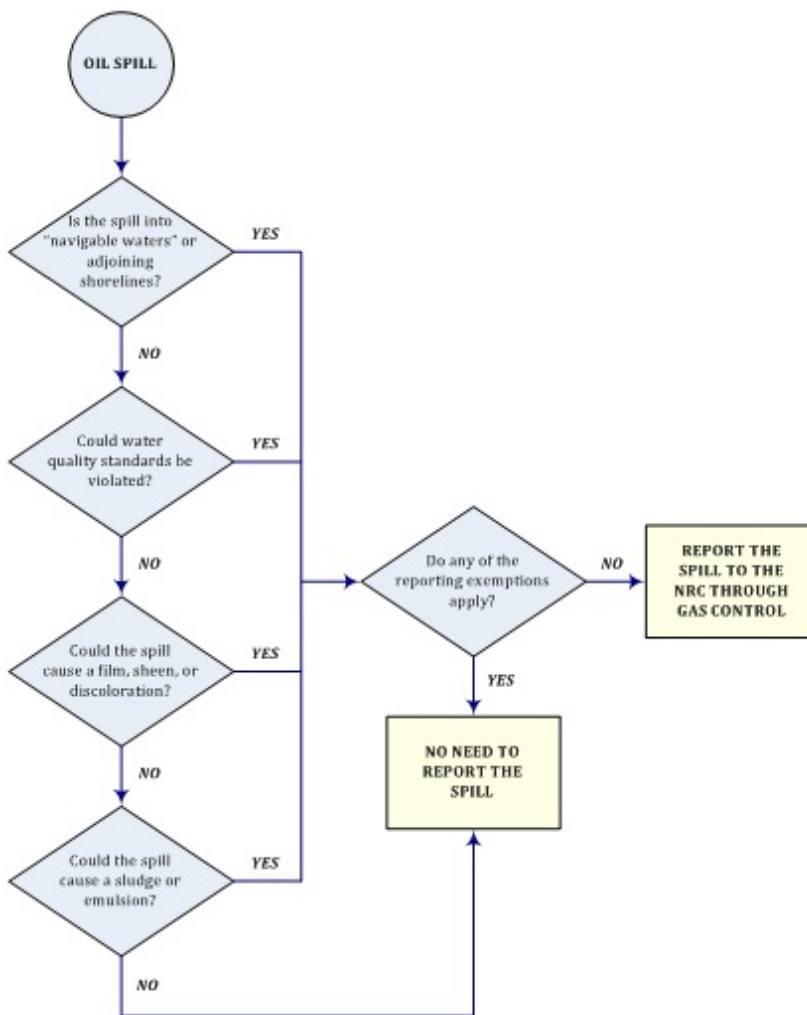 OIL SPILL
Is the spill into
"navigable waters" or
adjoining
shorelines?
YES
NO
Could water
quality standards be
violated?
YES
NO
Do any of the
reporting exemptions
apply?
NO
REPORT THE
SPILL TO THE
NRC THROUGH
GAS CONTROL
YES
Could the spill
cause a film, sheen, or
discoloration?
YES
NO
NO NEED TO
REPORT THE
SPILL
Could the spill
cause a sludge or
emulsion?
YES
NO